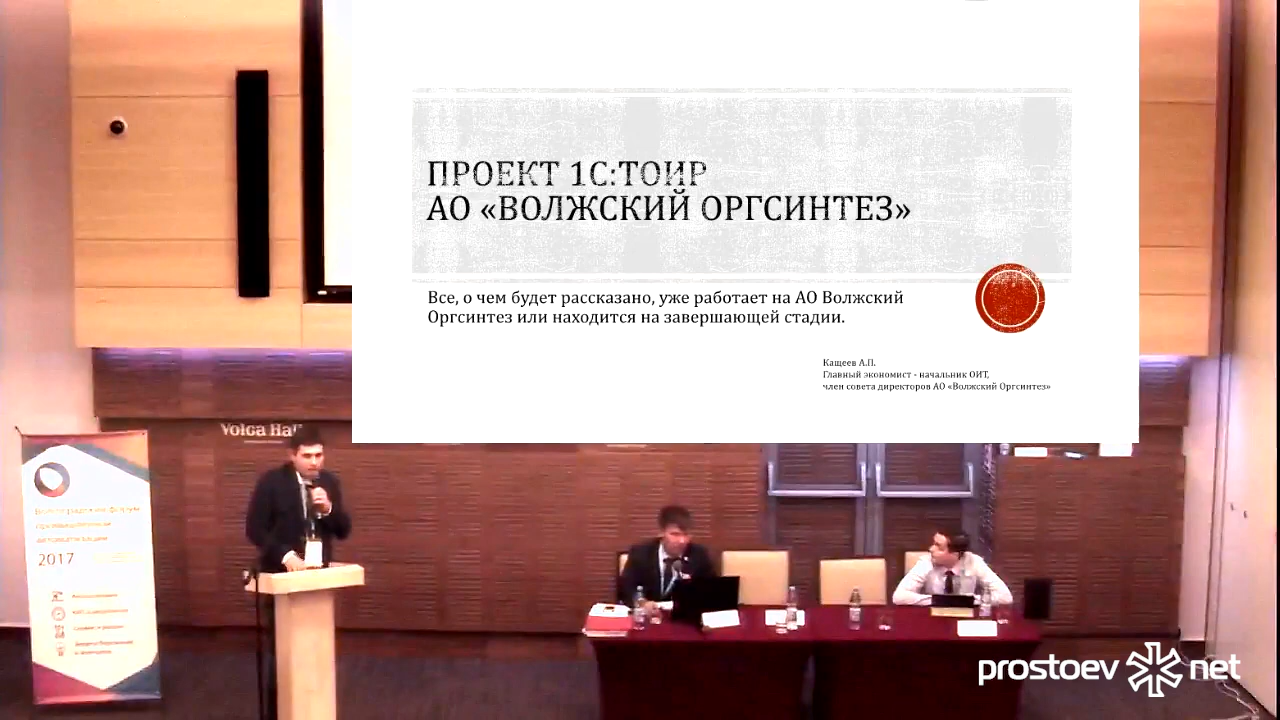 ПРОЕКТ 1С:ТОИР
АО «ВОЛЖСКИЙ ОРГСИНТЕЗ»
Все, о чем будет рассказано, уже работает на АО Волжский
Оргсинтез или находится на завершающей стадии.
Кащеев А.П.
Главный экономист - начальник ОИТ,
член совета директоров АО «Волжский Оргсинтез»
Volga Hall
2017
prostoev net